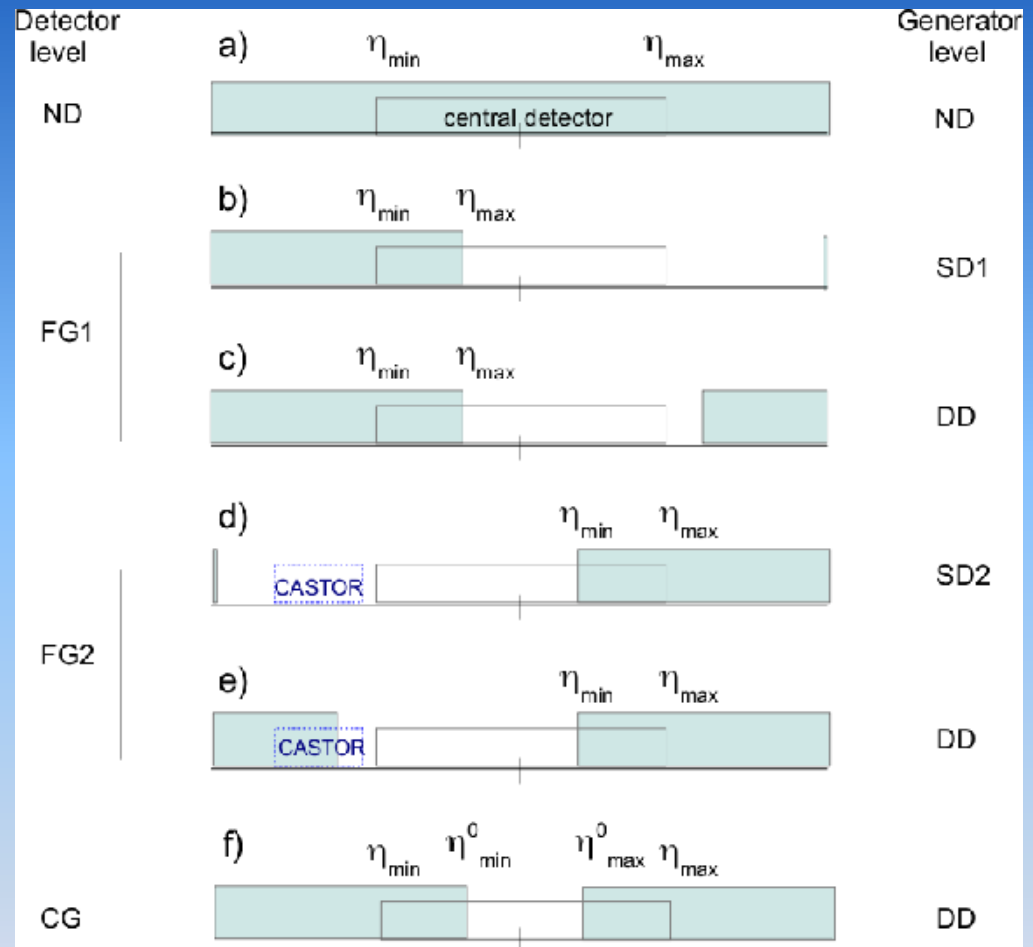 Detector level
Generator level
a) η_min η_max
ND central detector ND
b) η_min η_max
SD1
FG1
c) η_min η_max
DD
d) η_min η_max
CASTOR SD2
FG2
e) η_min η_max
CASTOR DD
f) η_min η^0_min η^0_max η_max
CG DD